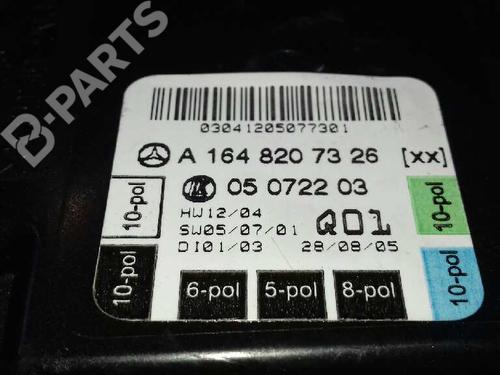 B-PARTS
03041205077301
A 164 820 73 26 [xx]
05 0722 03
HW12/04
SW05/07/01
DI01/03
Q01
28/08/05
10-pol
10-pol
10-pol
10-pol
6-pol
5-pol
8-pol